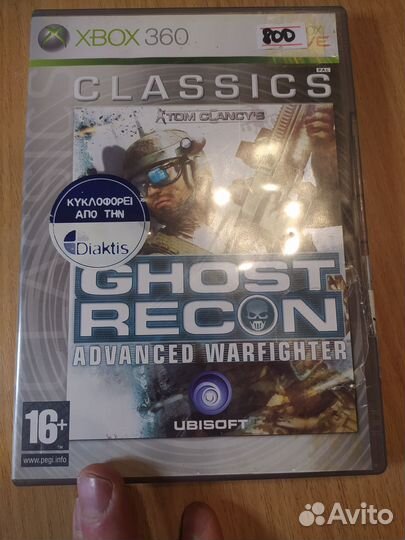 XBOX 360
800
CLASSICS
PAL
TOM CLANCY'S
ΚΥΚΛΟΦΟΡΕΙ
ΑΠΟ ΤΗΝ
Diaktis
GHOST
RECON
ADVANCED WARFIGHTER
UBISOFT
16+
www.pegi.info
Avito